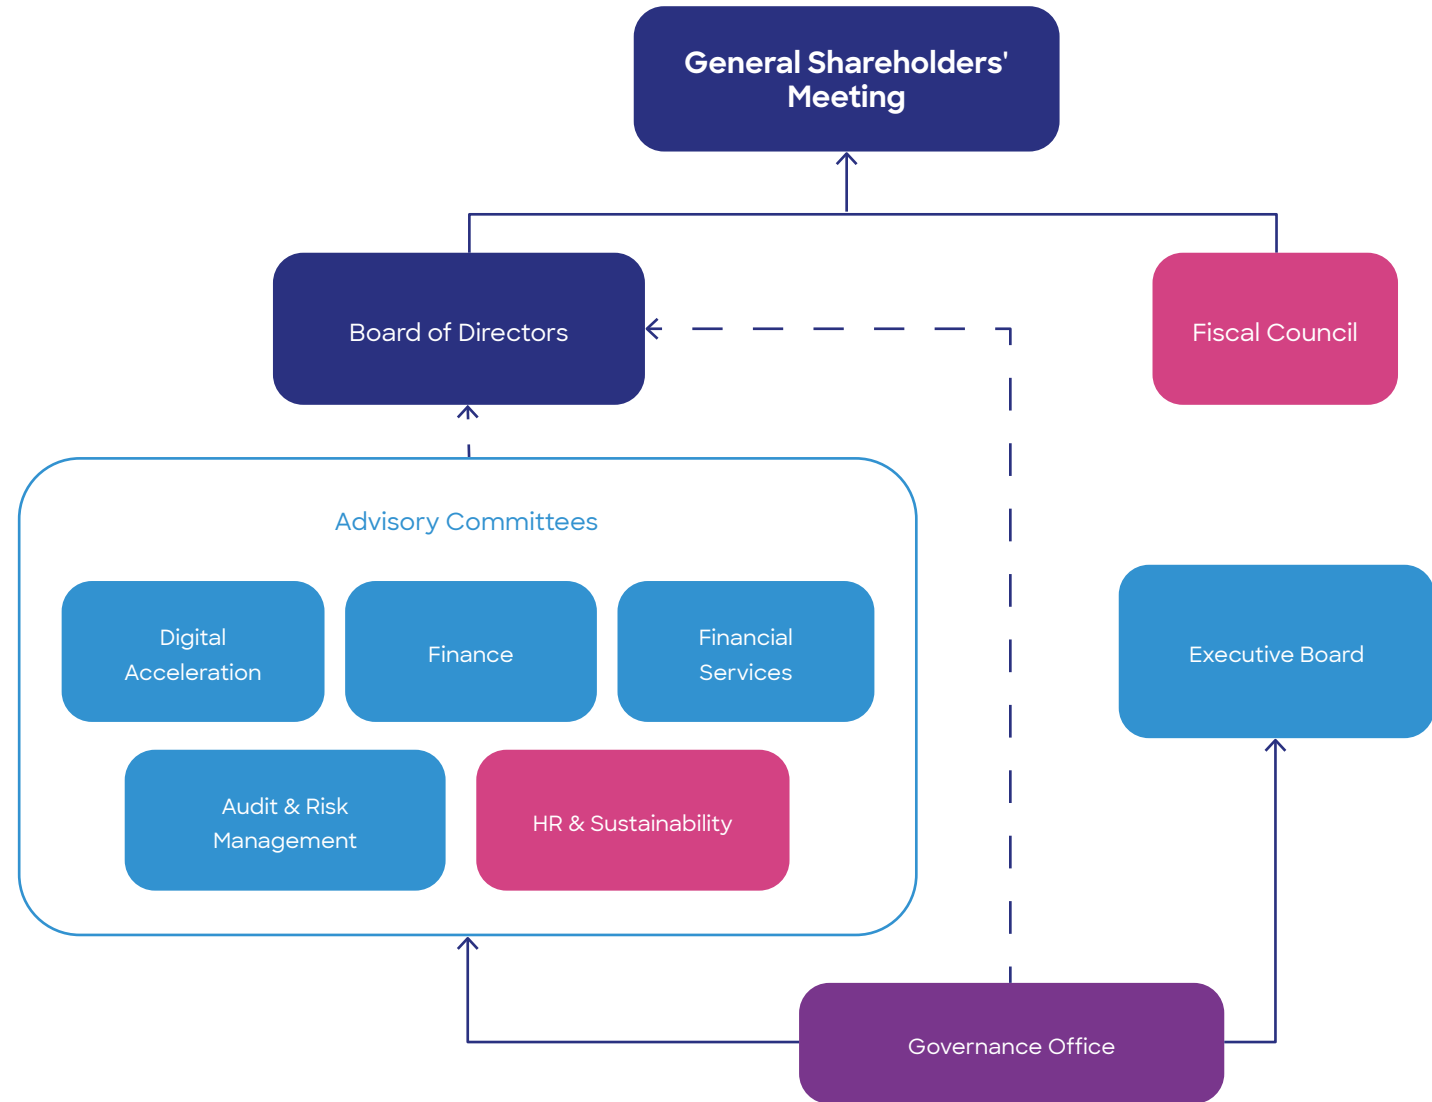 General Shareholders'
Meeting
Board of Directors
Fiscal Council
Advisory Committees
Digital
Acceleration
Finance
Financial
Services
Executive Board
Audit & Risk
Management
HR & Sustainability
Governance Office